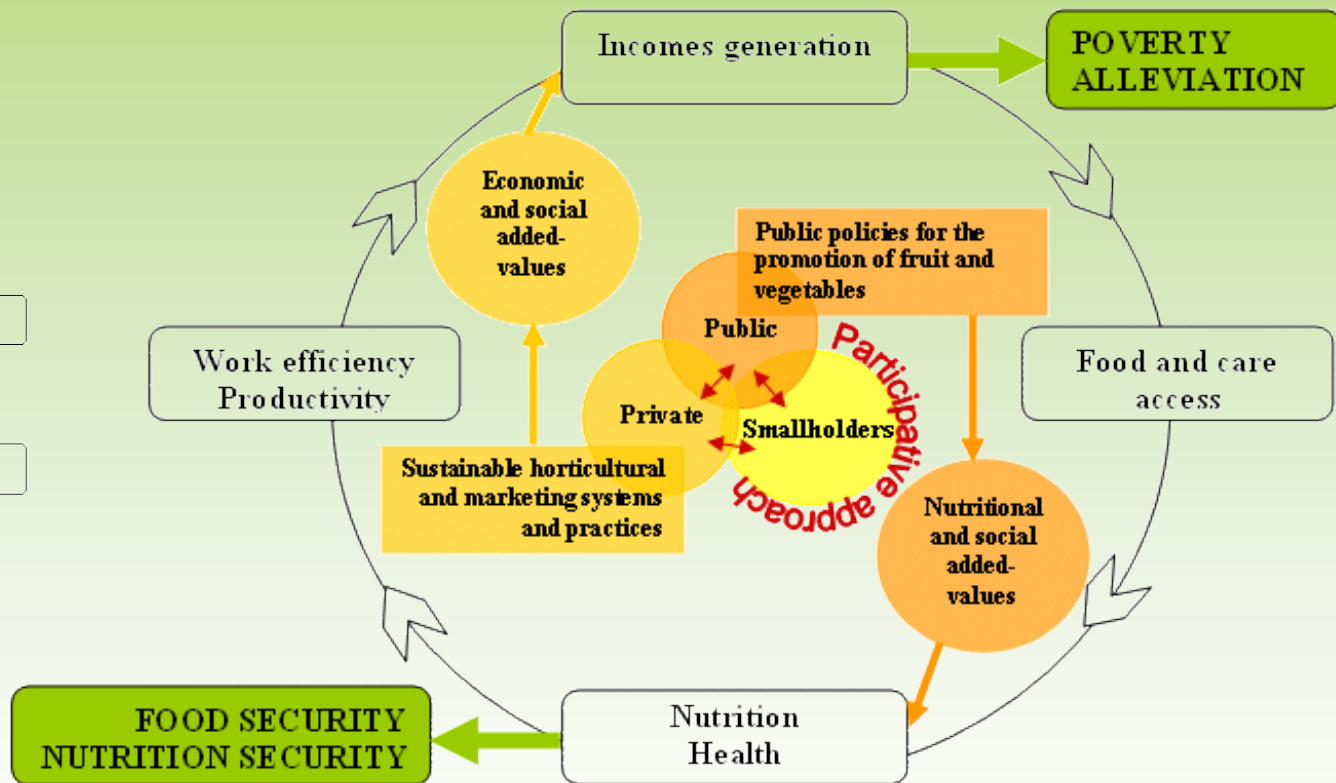 Incomes generation
POVERTY
ALLEVIATION
Economic
and social
added-
values
Public policies for the
promotion of fruit and
vegetables
Public
Work efficiency
Productivity
Food and care
access
Private
Smallholders
Participative approach
Sustainable horticultural
and marketing systems
and practices
Nutritional
and social
added-
values
FOOD SECURITY
NUTRITION SECURITY
Nutrition
Health